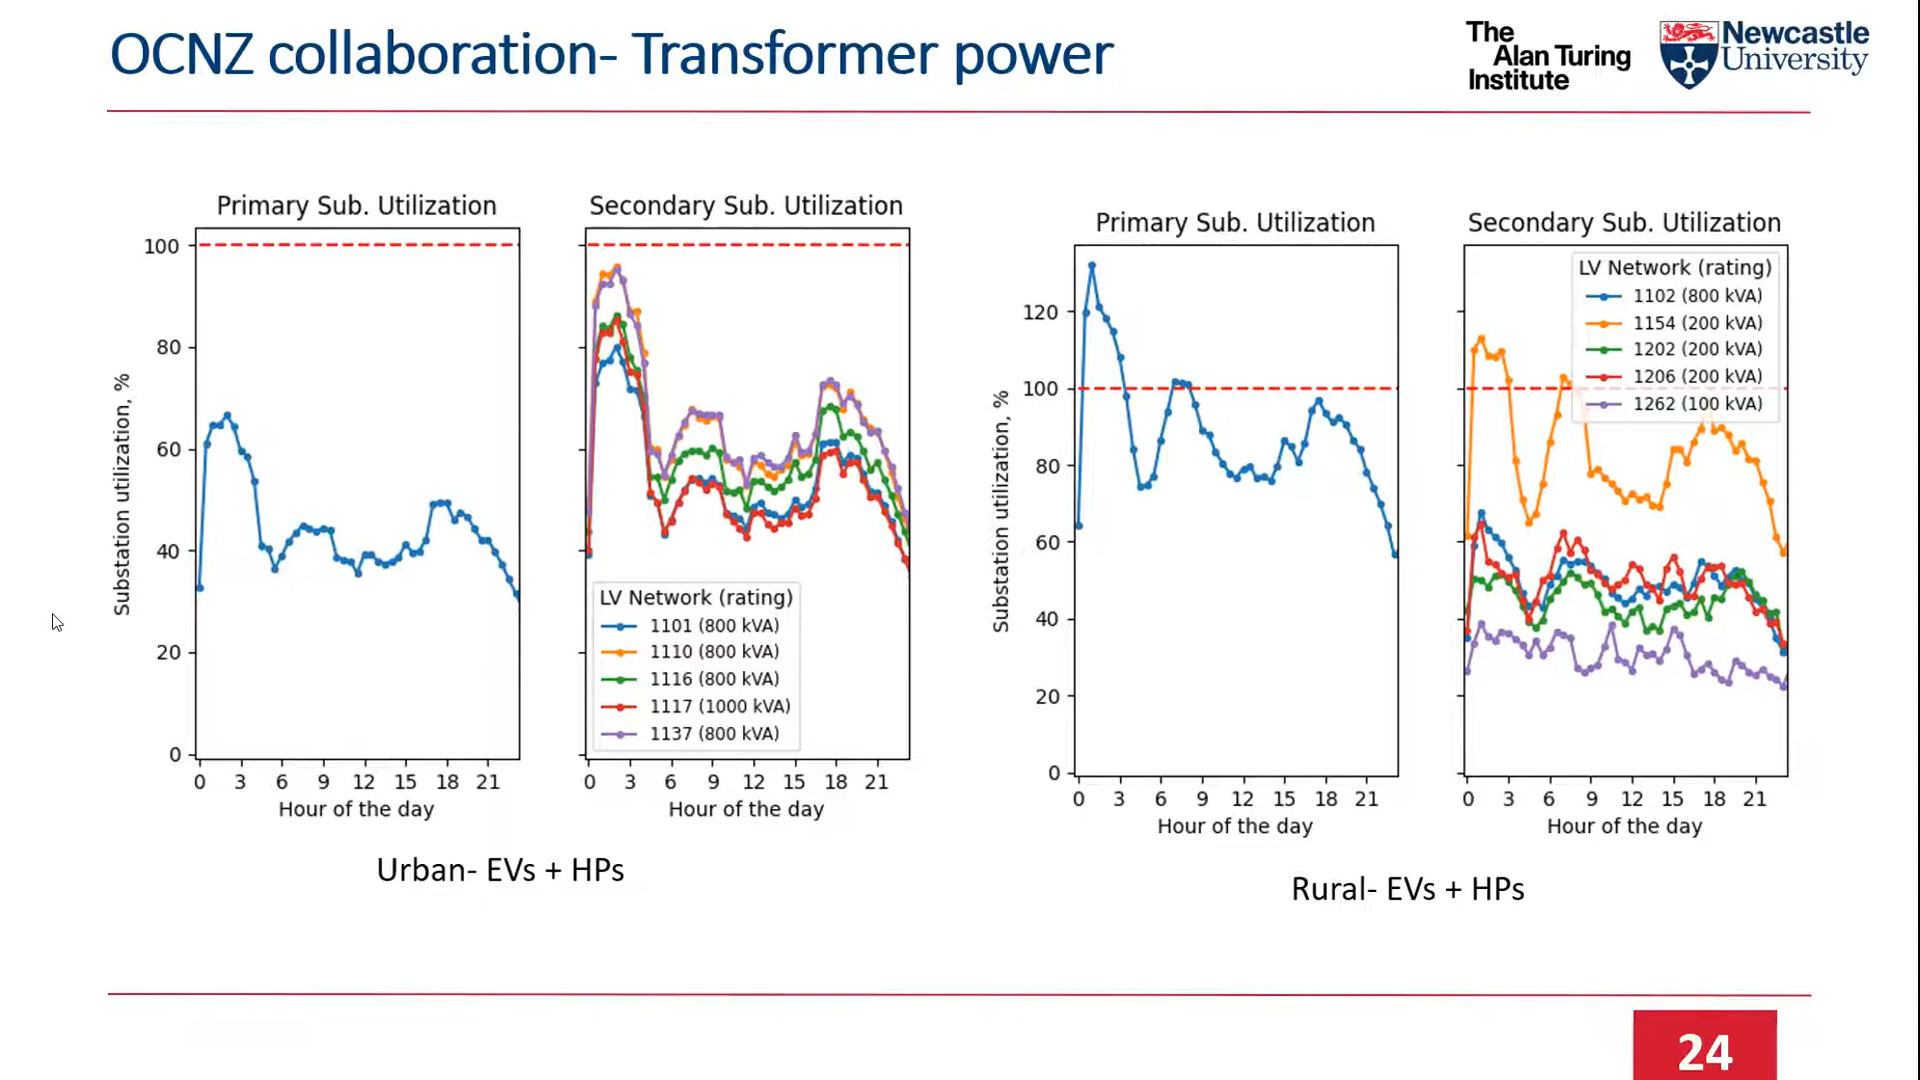 OCNZ collaboration- Transformer power
The
Alan Turing
Institute
Newcastle
University
Primary Sub. Utilization
Substation utilization, %
100
80
60
40
20
0
0 3 6 9 12 15 18 21
Hour of the day
Secondary Sub. Utilization
LV Network (rating)
1101 (800 kVA)
1110 (800 kVA)
1116 (800 kVA)
1117 (1000 kVA)
1137 (800 kVA)
0 3 6 9 12 15 18 21
Hour of the day
Urban- EVs + HPs
Primary Sub. Utilization
Substation utilization, %
120
100
80
60
40
20
0
0 3 6 9 12 15 18 21
Hour of the day
Secondary Sub. Utilization
LV Network (rating)
1102 (800 kVA)
1154 (200 kVA)
1202 (200 kVA)
1206 (200 kVA)
1262 (100 kVA)
0 3 6 9 12 15 18 21
Hour of the day
Rural- EVs + HPs
24